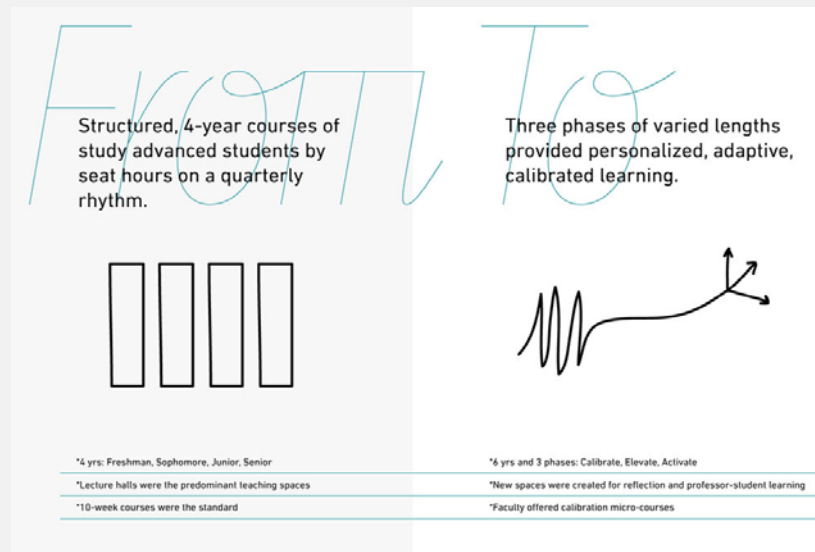 From
Structured, 4-year courses of
study advanced students by
seat hours on a quarterly
rhythm.
*4 yrs: Freshman, Sophomore, Junior, Senior
*Lecture halls were the predominant teaching spaces
*10-week courses were the standard
To
Three phases of varied lengths
provided personalized, adaptive,
calibrated learning.
*6 yrs and 3 phases: Calibrate, Elevate, Activate
*New spaces were created for reflection and professor-student learning
*Faculty offered calibration micro-courses